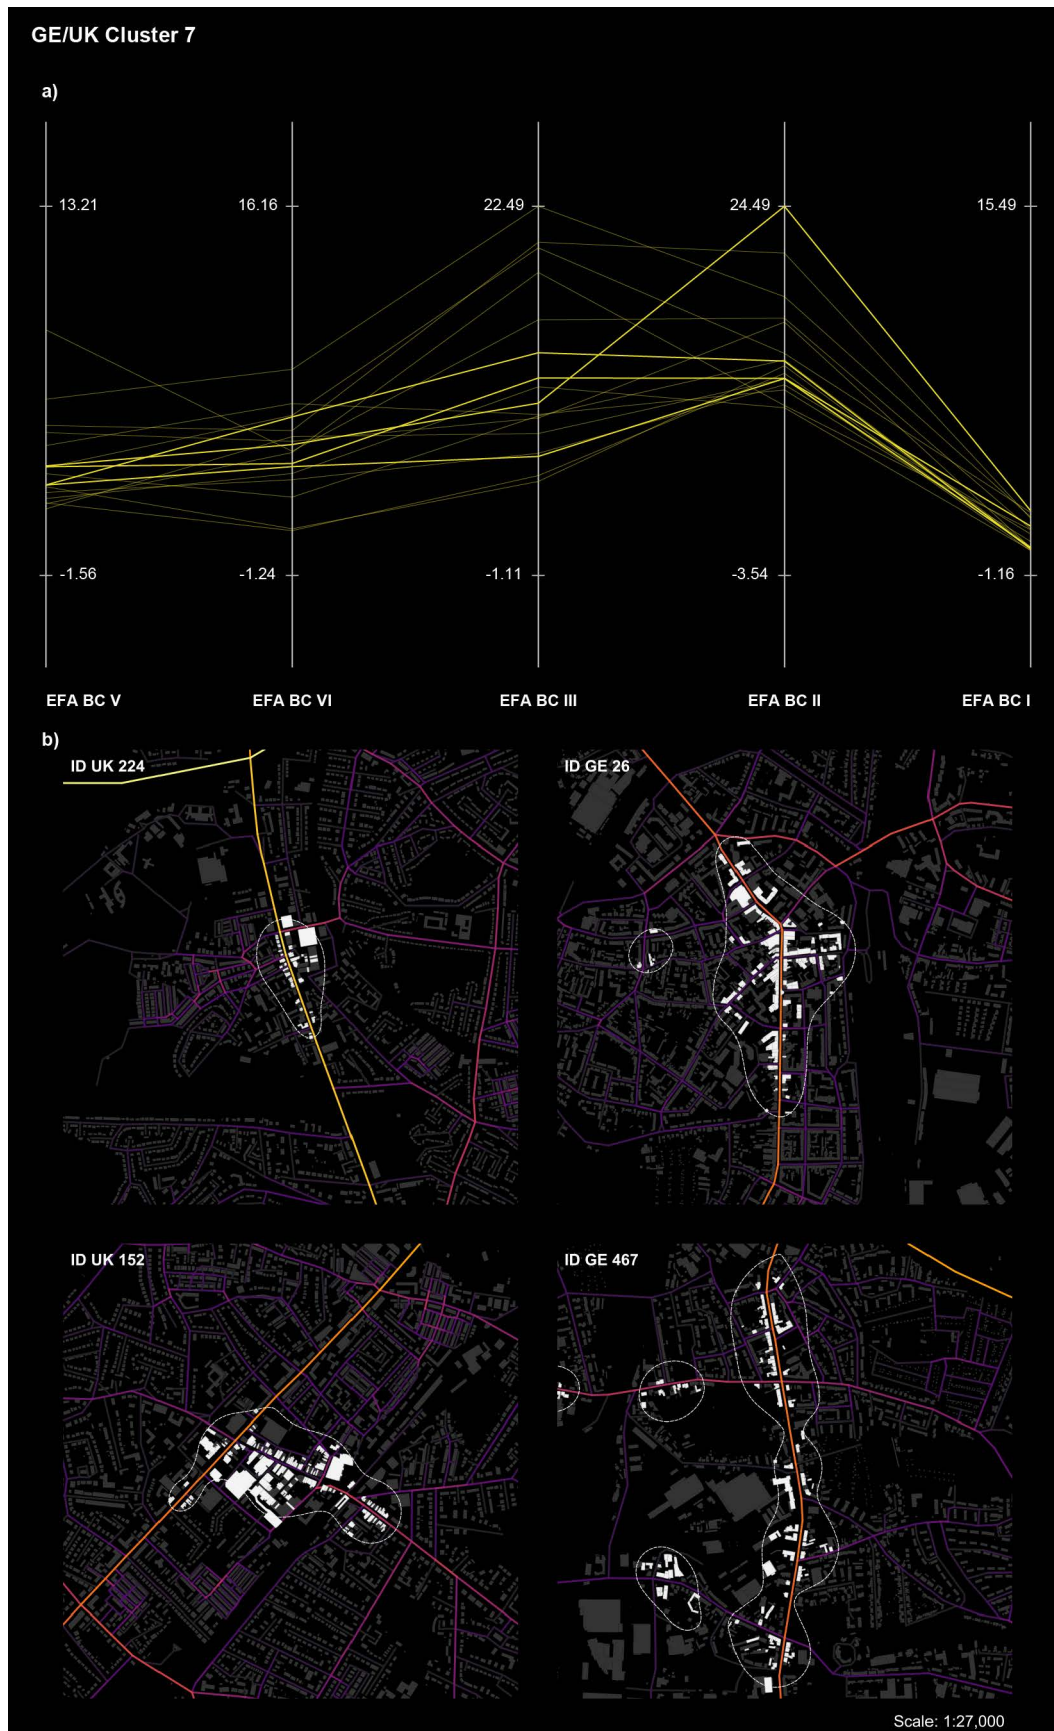 GE/UK Cluster 7
a)
13.21 16.16 22.49 24.49 15.49
-1.56 -1.24 -1.11 -3.54 -1.16
EFA BC V EFA BC VI EFA BC III EFA BC II EFA BC I
b)
ID UK 224 ID GE 26
ID UK 152 ID GE 467
Scale: 1:27,000